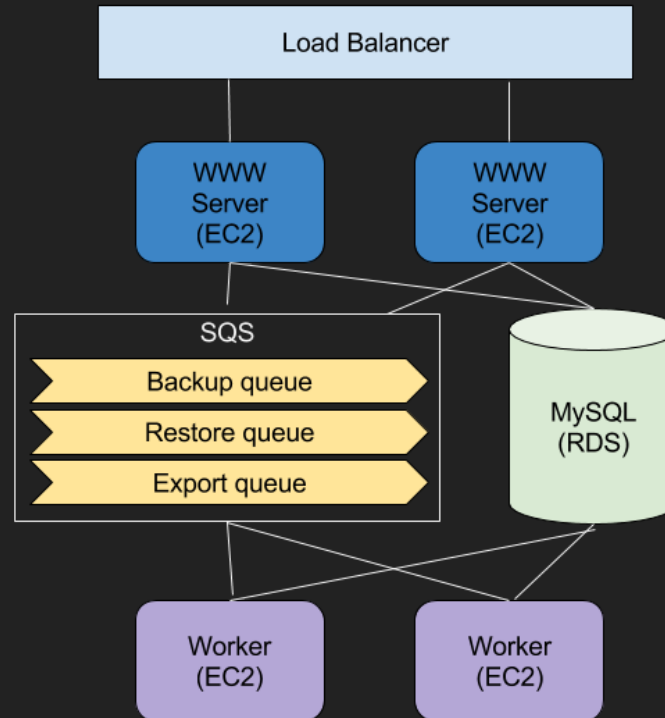 Load Balancer
WWW
Server
(EC2)
WWW
Server
(EC2)
SQS
Backup queue
Restore queue
Export queue
MySQL
(RDS)
Worker
(EC2)
Worker
(EC2)